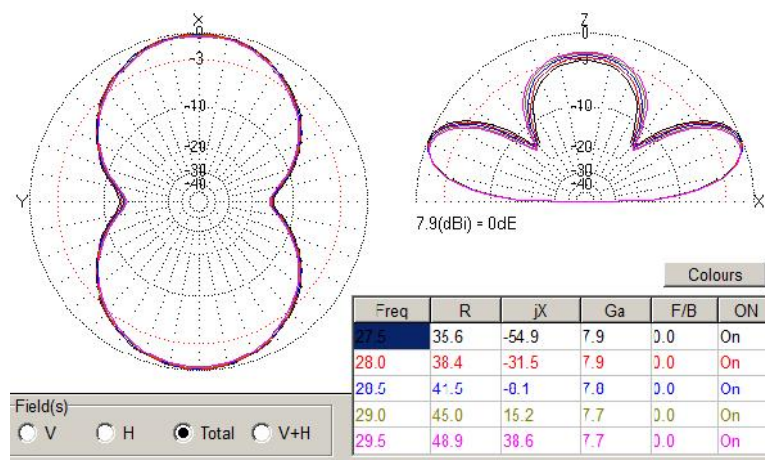 X
0
-3
-10
-20
-30
-40
Y
Z
0
-3
-10
-20
-30
-40
X
7.9(dBi) = 0dE
Colours
Freq R jX Ga F/B ON
27.5 35.6 -54.9 7.9 0.0 On
28.0 38.4 -31.5 7.9 0.0 On
28.5 41.5 -8.1 7.8 0.0 On
29.0 45.0 15.2 7.7 0.0 On
29.5 48.9 38.6 7.7 0.0 On
Field(s)
V H Total V+H